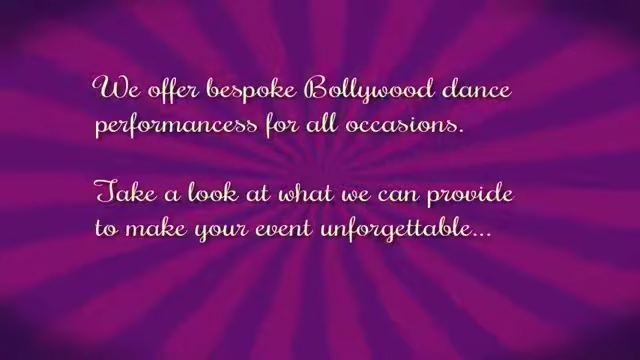 We offer bespoke Bollywood dance
performancess for all occasions.
Take a look at what we can provide
to make your event unforgettable...